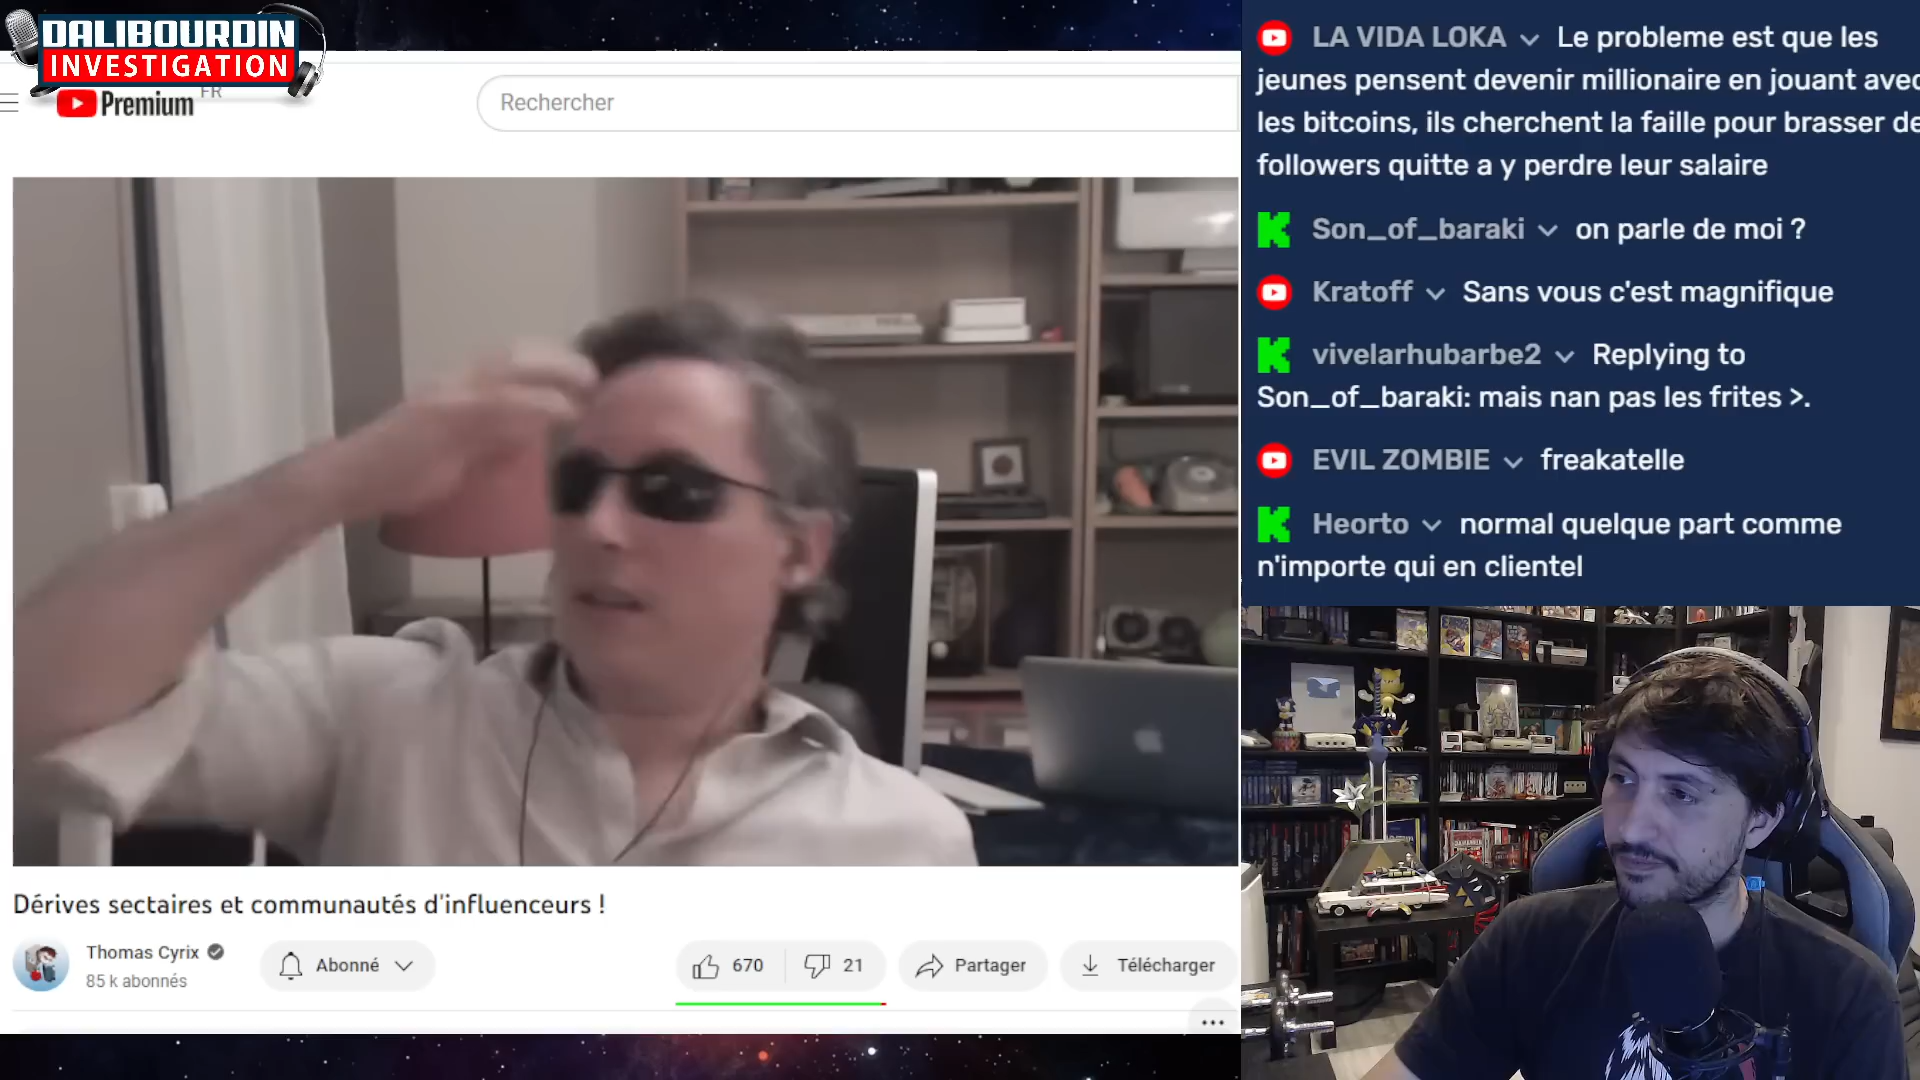 DALIBOURDIN
INVESTIGATION
Premium FR
Rechercher
Dérives sectaires et communautés d'influenceurs !
Thomas Cyrix
85 k abonnés
Abonné
670
21
Partager
Télécharger
LA VIDA LOKA Le probleme est que les
jeunes pensent devenir millionaire en jouant avec
les bitcoins, ils cherchent la faille pour brasser de
followers quitte a y perdre leur salaire
Son_of_baraki on parle de moi ?
Kratoff Sans vous c'est magnifique
vivelarhubarbe2 Replying to
Son_of_baraki: mais nan pas les frites >.
EVIL ZOMBIE freakatelle
Heorto normal quelque part comme
n'importe qui en clientel